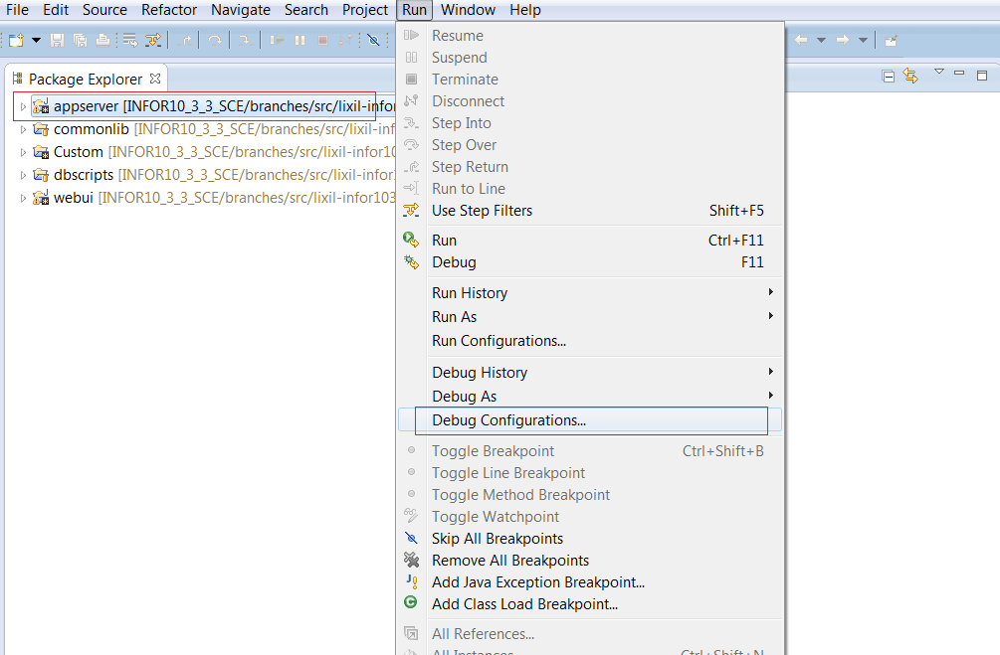 File Edit Source Refactor Navigate Search Project Run Window Help
Package Explorer
appserver [INFOR10_3_3_SCE/branches/src/lixil-infor
commonlib [INFOR10_3_3_SCE/branches/src/lixil-inf
Custom [INFOR10_3_3_SCE/branches/src/lixil-infor10
dbscripts [INFOR10_3_3_SCE/branches/src/lixil-infor1
webui [INFOR10_3_3_SCE/branches/src/lixil-infor103
Resume
Suspend
Terminate
Disconnect
Step Into
Step Over
Step Return
Run to Line
Use Step Filters Shift+F5
Run Ctrl+F11
Debug F11
Run History
Run As
Run Configurations...
Debug History
Debug As
Debug Configurations...
Toggle Breakpoint Ctrl+Shift+B
Toggle Line Breakpoint
Toggle Method Breakpoint
Toggle Watchpoint
Skip All Breakpoints
Remove All Breakpoints
Add Java Exception Breakpoint...
Add Class Load Breakpoint...
All References...
All Instances... Ctrl+Shift+N